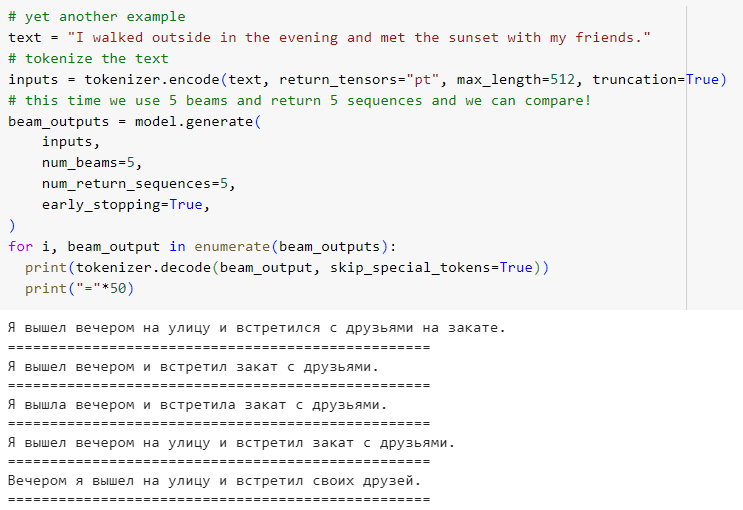 # yet another example
text = "I walked outside in the evening and met the sunset with my friends."
# tokenize the text
inputs = tokenizer.encode(text, return_tensors="pt", max_length=512, truncation=True)
# this time we use 5 beams and return 5 sequences and we can compare!
beam_outputs = model.generate(
    inputs,
    num_beams=5,
    num_return_sequences=5,
    early_stopping=True,
)
for i, beam_output in enumerate(beam_outputs):
  print(tokenizer.decode(beam_output, skip_special_tokens=True))
  print("="*50)
Я вышел вечером на улицу и встретился с друзьями на закате.
==================================================
Я вышел вечером и встретил закат с друзьями.
==================================================
Я вышла вечером и встретила закат с друзьями.
==================================================
Я вышел вечером на улицу и встретил закат с друзьями.
==================================================
Вечером я вышел на улицу и встретил своих друзей.
==================================================